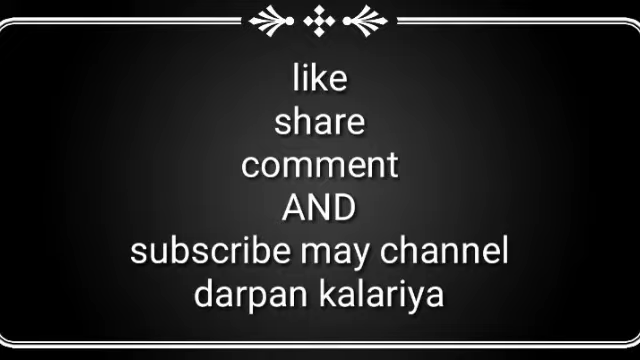 like
share
comment
AND
subscribe may channel
darpan kalariya